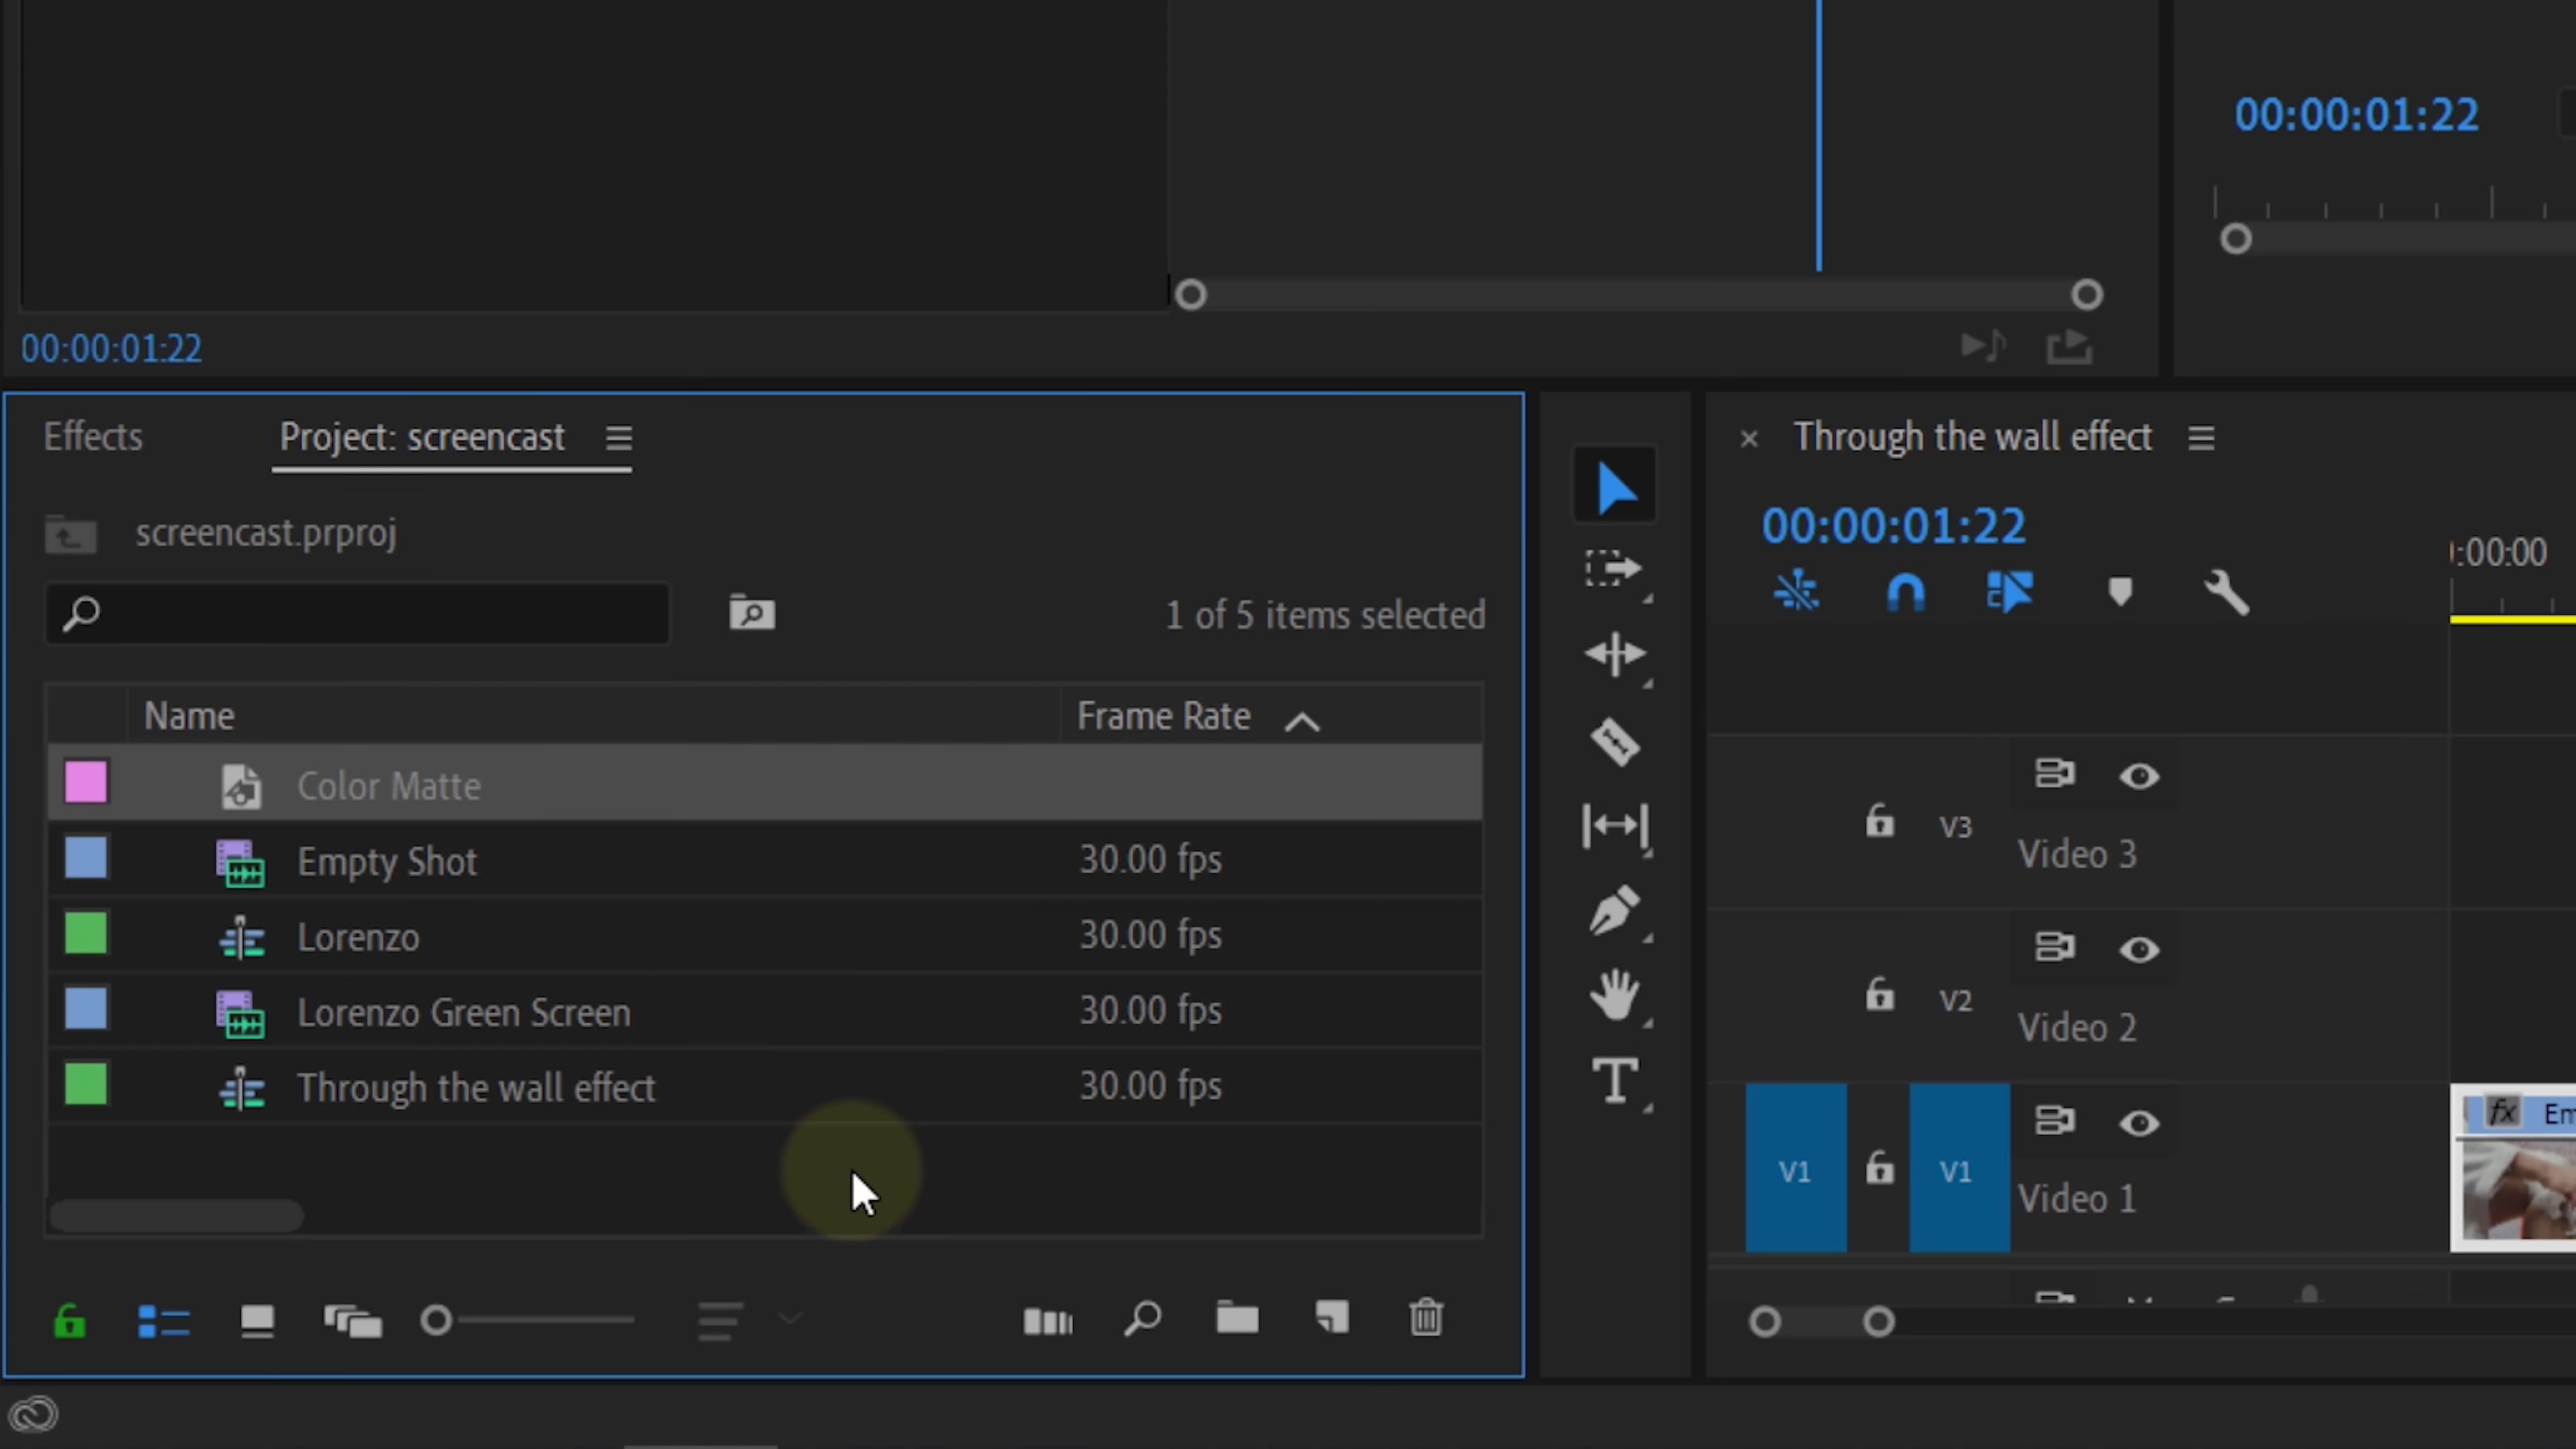 00:00:01:22
00:00:01:22
Effects
Project: screencast
screencast.prproj
1 of 5 items selected
Name
Frame Rate
Color Matte
Empty Shot
30.00 fps
Lorenzo
30.00 fps
Lorenzo Green Screen
30.00 fps
Through the wall effect
30.00 fps
T
× Through the wall effect
00:00:01:22
:00:00
V3
Video 3
V2
Video 2
V1
V1
Video 1
fx Em